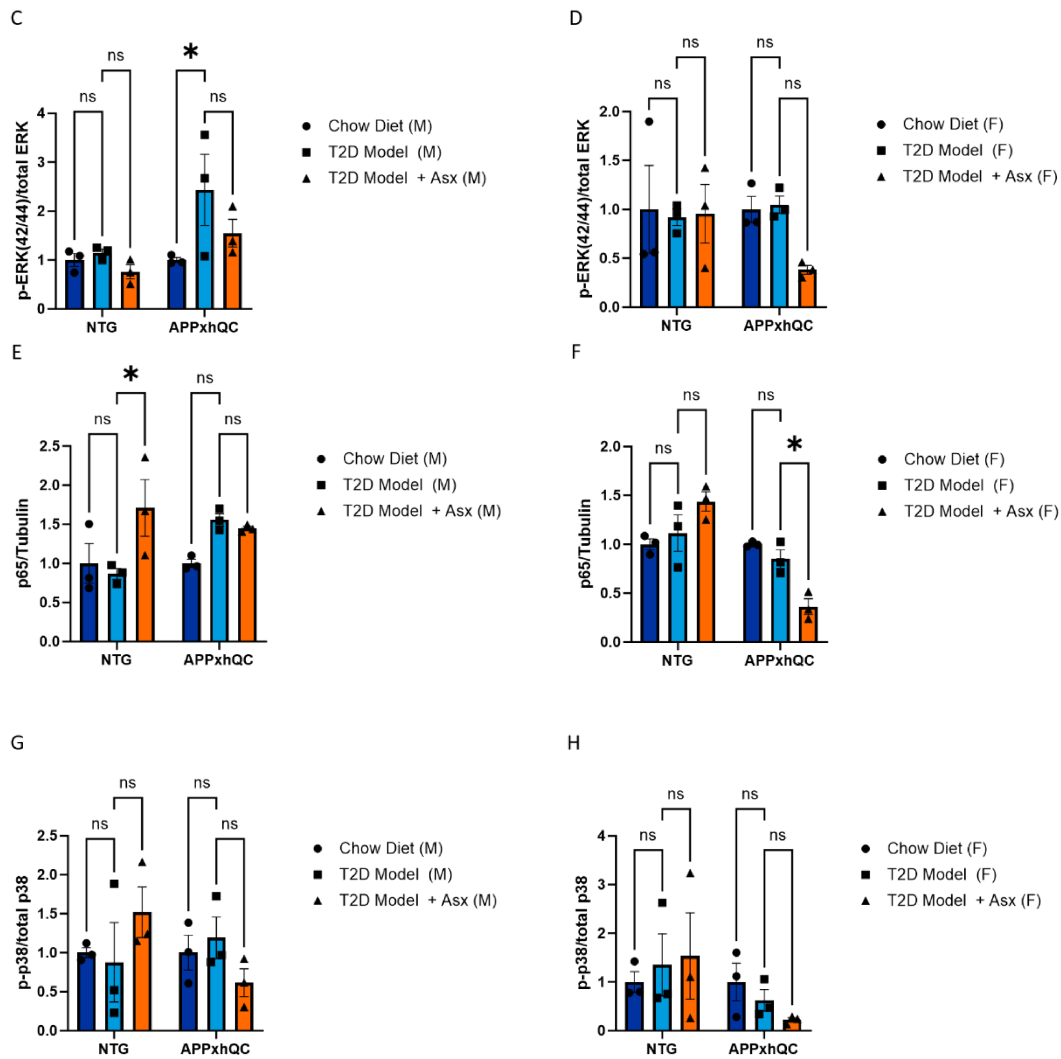 C
ns
*
ns
ns
p-ERK(42/44)/total ERK
4
3
2
1
0
NTG
APPxhQC
Chow Diet (M)
T2D Model (M)
T2D Model + Asx (M)
D
ns
ns
ns
ns
p-ERK(42/44)/total ERK
2.0
1.5
1.0
0.5
0.0
NTG
APPxhQC
Chow Diet (F)
T2D Model (F)
T2D Model + Asx (F)
E
*
ns
ns
ns
p65/Tubulin
2.5
2.0
1.5
1.0
0.5
0.0
NTG
APPxhQC
Chow Diet (M)
T2D Model (M)
T2D Model + Asx (M)
F
ns
ns
ns
*
p65/Tubulin
2.0
1.5
1.0
0.5
0.0
NTG
APPxhQC
Chow Diet (F)
T2D Model (F)
T2D Model + Asx (F)
G
ns
ns
ns
ns
p-p38/total p38
2.5
2.0
1.5
1.0
0.5
0.0
NTG
APPxhQC
Chow Diet (M)
T2D Model (M)
T2D Model + Asx (M)
H
ns
ns
ns
ns
p-p38/total p38
4
3
2
1
0
NTG
APPxhQC
Chow Diet (F)
T2D Model (F)
T2D Model + Asx (F)